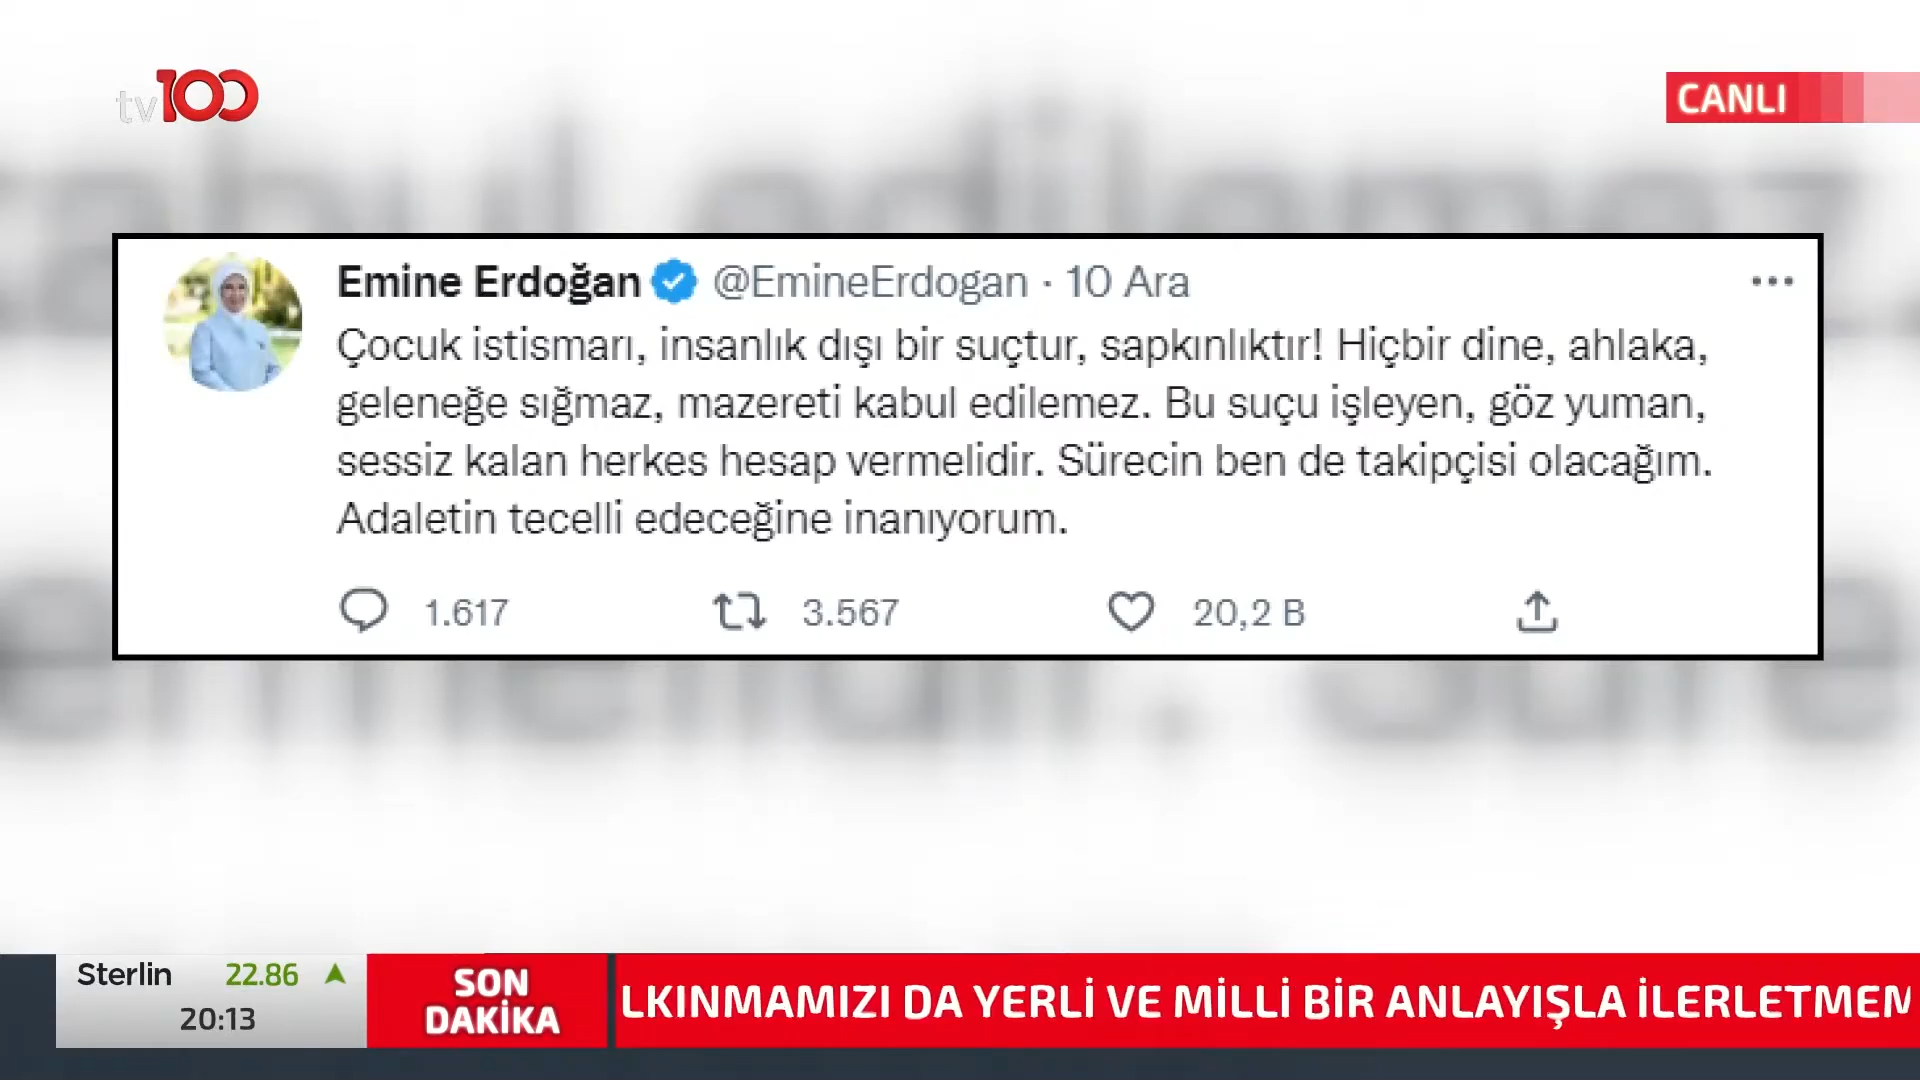 tv100
CANLI
Emine Erdoğan @EmineErdogan · 10 Ara
Çocuk istismarı, insanlık dışı bir suçtur, sapkınlıktır! Hiçbir dine, ahlaka,
geleneğe sığmaz, mazereti kabul edilemez. Bu suçu işleyen, göz yuman,
sessiz kalan herkes hesap vermelidir. Sürecin ben de takipçisi olacağım.
Adaletin tecelli edeceğine inanıyorum.
1.617 3.567 20,2 B
Sterlin 22.86
20:13
SON
DAKİKA
LKINMAMIZI DA YERLİ VE MİLLİ BİR ANLAYIŞLA İLERLETMEN